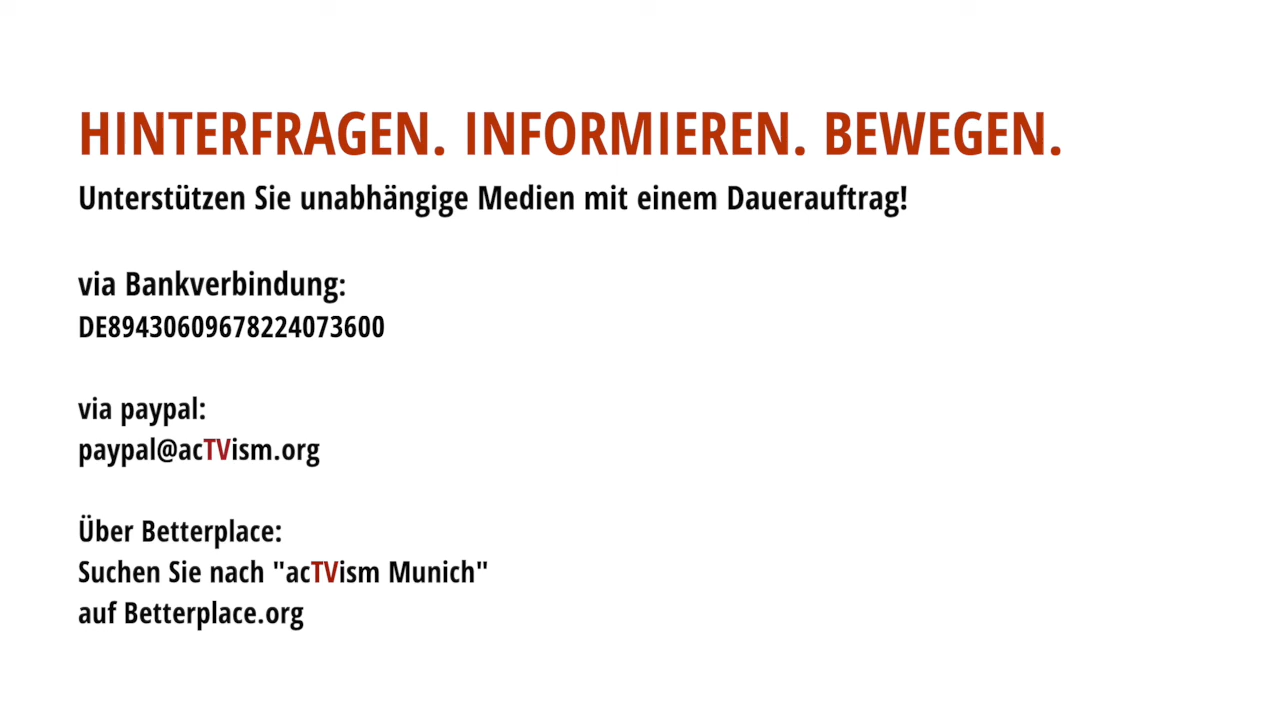 HINTERFRAGEN. INFORMIEREN. BEWEGEN.
Unterstützen Sie unabhängige Medien mit einem Dauerauftrag!
via Bankverbindung:
DE89430609678224073600
via paypal:
paypal@acTVism.org
Über Betterplace:
Suchen Sie nach "acTVism Munich"
auf Betterplace.org